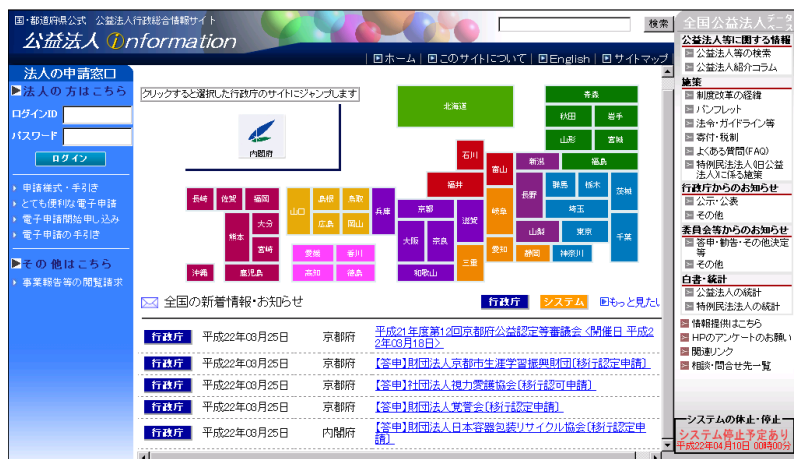 国・都道府県公式 公益法人行政総合情報サイト
公益法人 information
検索
ホーム | このサイトについて | English | サイトマップ
法人の申請窓口
法人の方はこちら
ログインID
パスワード
ログイン
申請様式・手引き
とても便利な電子申請
電子申請開始申し込み
電子申請の手引き
その他はこちら
事業報告等の閲覧請求
クリックすると選択した行政庁のサイトにジャンプします
内閣府
北海道
青森
秋田 岩手
山形 宮城
石川 富山 新潟 福島
福井 長野 群馬 栃木 茨城
長崎 佐賀 福岡 山口 島根 鳥取 兵庫 京都 滋賀 岐阜 埼玉
熊本 大分 広島 岡山 大阪 奈良 山梨 東京 千葉
宮崎 愛媛 香川 三重 愛知 静岡 神奈川
沖縄 鹿児島 高知 徳島 和歌山
全国の新着情報・お知らせ
行政庁 システム もっと見たい
行政庁 平成22年03月25日 京都府 平成21年度第12回京都府公益認定等審議会〈開催日 平成2
2年03月18日〉
行政庁 平成22年03月25日 京都府 【答申】財団法人京都市生涯学習振興財団[移行認定申請]
行政庁 平成22年03月25日 京都府 【答申】社団法人視力愛護協会[移行認可申請]
行政庁 平成22年03月25日 京都府 【答申】財団法人覚誉会[移行認定申請]
行政庁 平成22年03月25日 内閣府 【答申】財団法人日本容器包装リサイクル協会[移行認定申
請]
全国公益法人データベース
公益法人等に関する情報
公益法人等の検索
公益法人紹介コラム
施策
制度改革の経緯
パンフレット
法令・ガイドライン等
寄付・税制
よくある質問(FAQ)
特例民法法人(旧公益
法人)に係る施策
行政庁からのお知らせ
公示・公表
その他
委員会等からのお知らせ
答申・勧告・その他決定
等
その他
白書・統計
公益法人の統計
特例民法法人の統計
情報提供はこちら
HPのアンケートのお願い
関連リンク
相談・問合せ先一覧
システムの休止・停止
システム停止予定あり
平成22年04月10日 00時00分